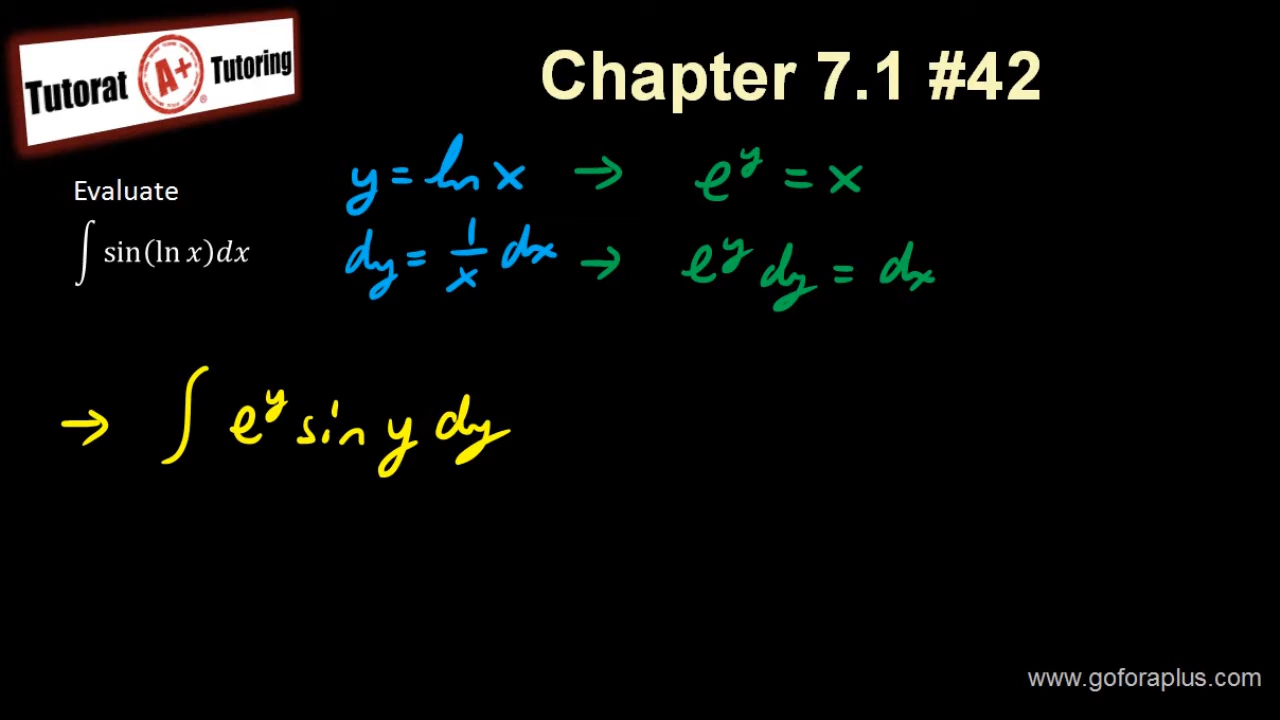 Tutorat A+ Tutoring
Chapter 7.1 #42
Evaluate
∫ sin(ln x)dx
y = ln x → e^y = x
dy = 1/x dx → e^y dy = dx
→ ∫ e^y sin y dy
www.goforaplus.com